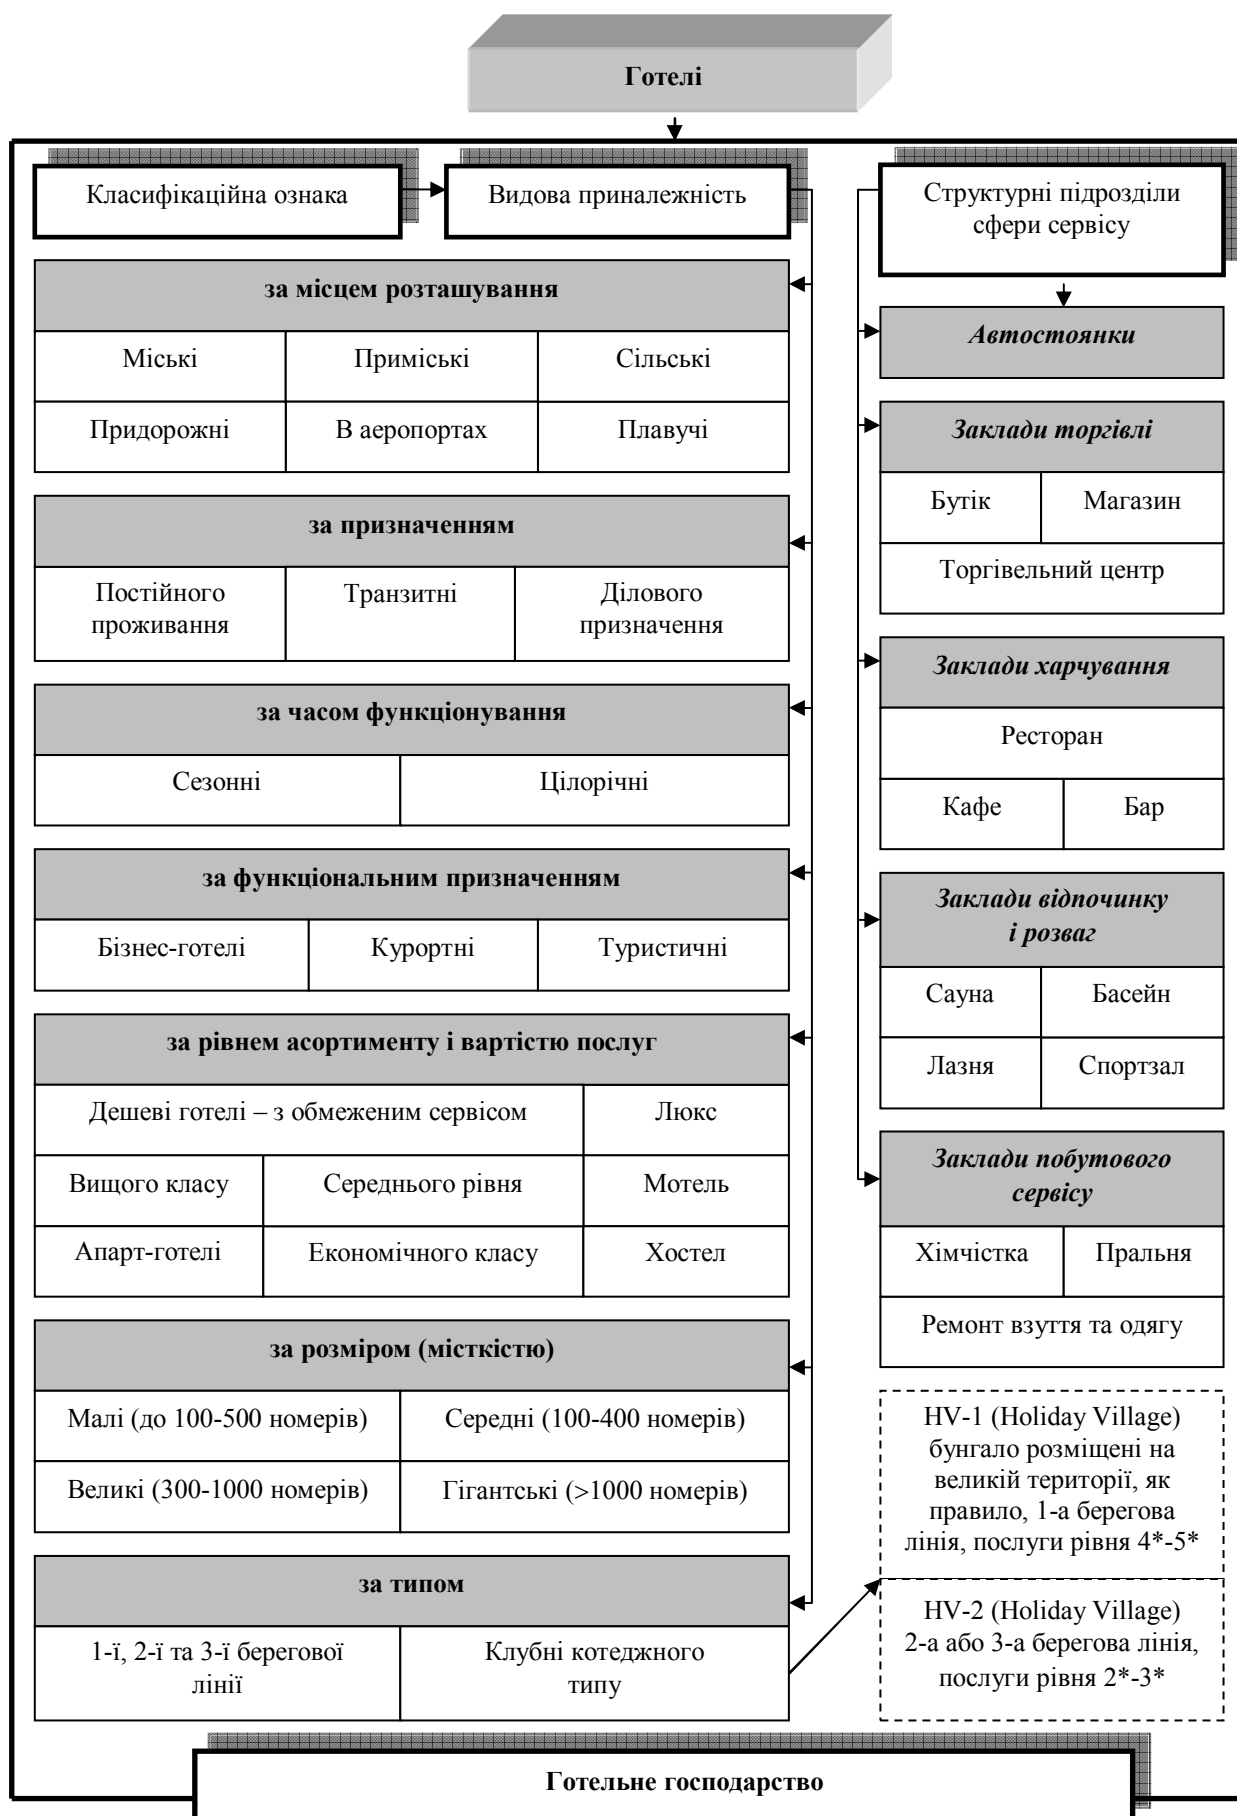 Готелі
Класифікаційна ознака
Видова приналежність
за місцем розташування
Міські
Приміські
Сільські
Придорожні
В аеропортах
Плавучі
за призначенням
Постійного
проживання
Транзитні
Ділового
призначення
за часом функціонування
Сезонні
Цілорічні
за функціональним призначенням
Бізнес-готелі
Курортні
Туристичні
за рівнем асортименту і вартістю послуг
Дешеві готелі – з обмеженим сервісом
Люкс
Вищого класу
Середнього рівня
Мотель
Апарт-готелі
Економічного класу
Хостел
за розміром (місткістю)
Малі (до 100-500 номерів)
Середні (100-400 номерів)
Великі (300-1000 номерів)
Гігантські (>1000 номерів)
за типом
1-ї, 2-ї та 3-ї берегової
лінії
Клубні котеджного
типу
Структурні підрозділи
сфери сервісу
Автостоянки
Заклади торгівлі
Бутік
Магазин
Торгівельний центр
Заклади харчування
Ресторан
Кафе
Бар
Заклади відпочинку
і розваг
Сауна
Басейн
Лазня
Спортзал
Заклади побутового
сервісу
Хімчістка
Пральня
Ремонт взуття та одягу
HV-1 (Holiday Village)
бунгало розміщені на
великій території, як
правило, 1-а берегова
лінія, послуги рівня 4*-5*
HV-2 (Holiday Village)
2-а або 3-а берегова лінія,
послуги рівня 2*-3*
Готельне господарство